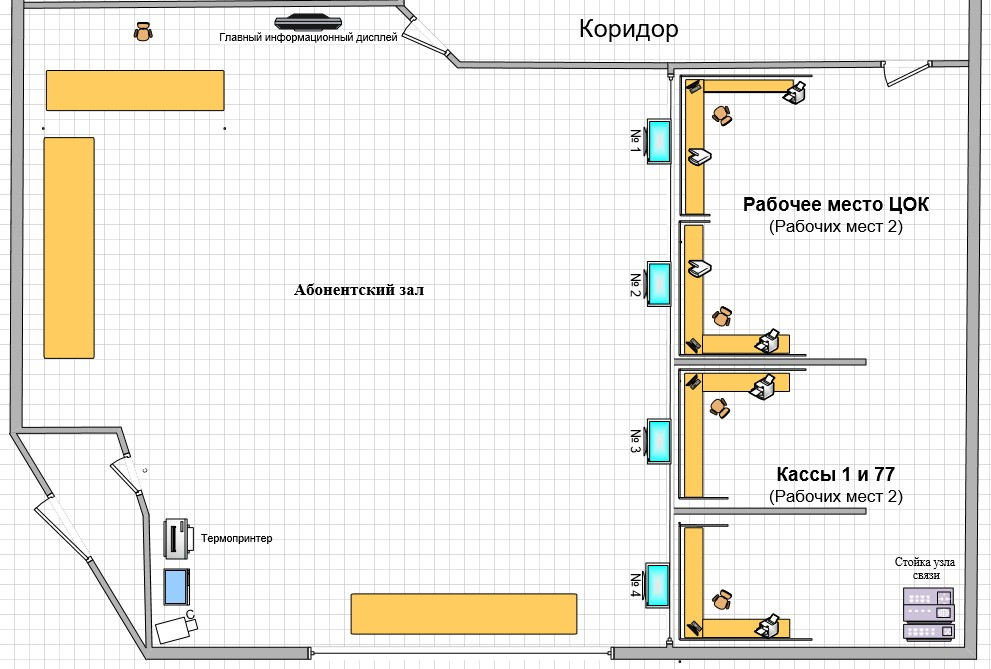 Коридор
Главный информационный дисплей
№ 1
Рабочее место ЦОК
(Рабочих мест 2)
№ 2
Абонентский зал
№ 3
Кассы 1 и 77
(Рабочих мест 2)
Термопринтер
№ 4
Стойка узла
связи